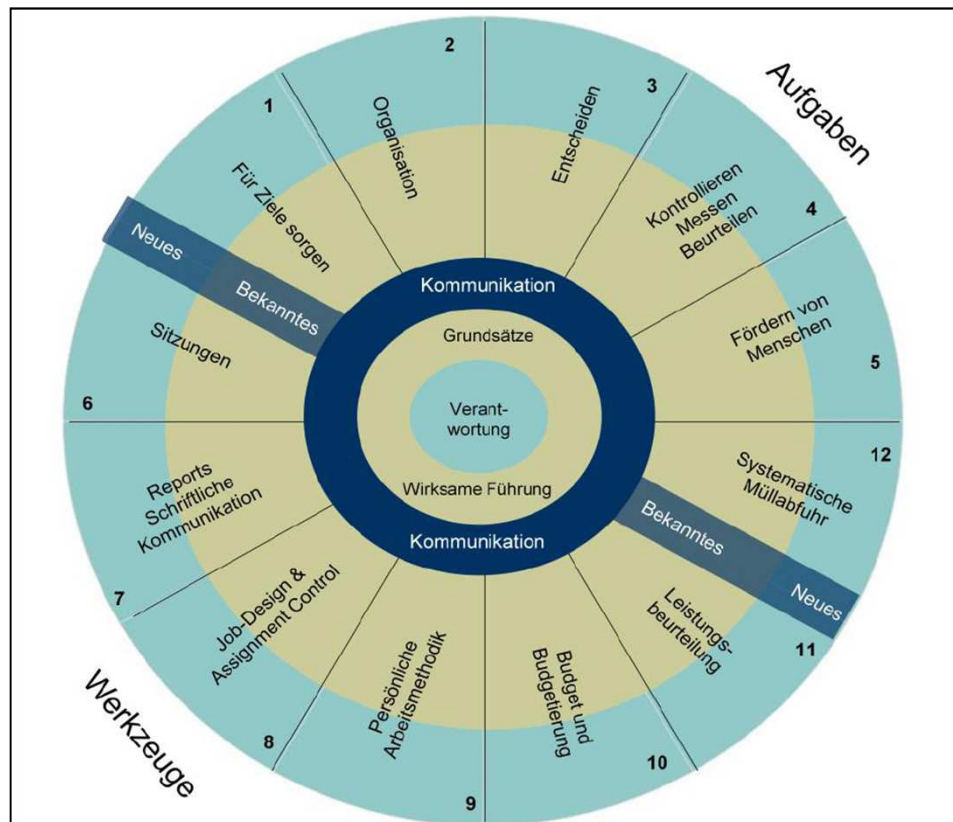 Aufgaben
1
Für Ziele sorgen
2
Organisation
3
Entscheiden
4
Kontrollieren
Messen
Beurteilen
5
Fördern von
Menschen
Neues
Bekanntes
Kommunikation
Grundsätze
Verant-
wortung
Wirksame Führung
Kommunikation
Bekanntes
Neues
Werkzeuge
6
Sitzungen
7
Reports
Schriftliche
Kommunikation
8
Job-Design &
Assignment Control
9
Persönliche
Arbeitsmethodik
10
Budget und
Budgetierung
11
Leistungs-
beurteilung
12
Systematische
Müllabfuhr